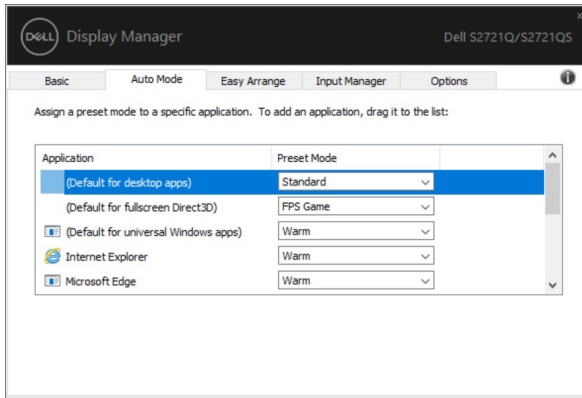 DELL Display Manager Dell S2721Q/S2721QS
Basic Auto Mode Easy Arrange Input Manager Options
Assign a preset mode to a specific application. To add an application, drag it to the list:
Application Preset Mode
(Default for desktop apps) Standard
(Default for fullscreen Direct3D) FPS Game
(Default for universal Windows apps) Warm
Internet Explorer Warm
Microsoft Edge Warm